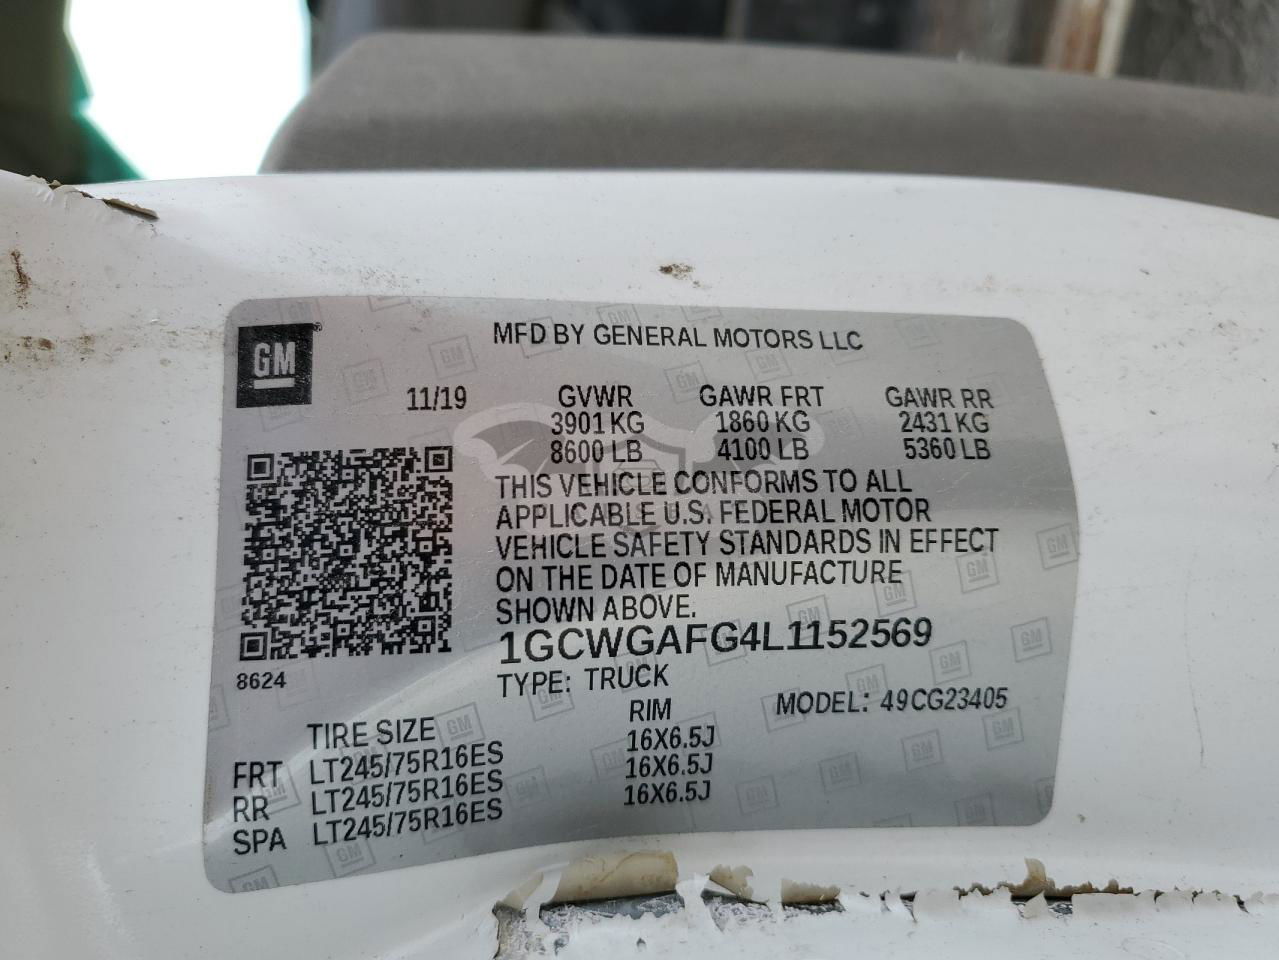 GM
MFD BY GENERAL MOTORS LLC
11/19 GVWR GAWR FRT GAWR RR
3901 KG 1860 KG 2431 KG
8600 LB 4100 LB 5360 LB
THIS VEHICLE CONFORMS TO ALL
APPLICABLE U.S. FEDERAL MOTOR
VEHICLE SAFETY STANDARDS IN EFFECT
ON THE DATE OF MANUFACTURE
SHOWN ABOVE.
1GCWGAFG4L1152569
8624
TYPE: TRUCK
MODEL: 49CG23405
TIRE SIZE RIM
FRT LT245/75R16ES 16X6.5J
RR LT245/75R16ES 16X6.5J
SPA LT245/75R16ES 16X6.5J